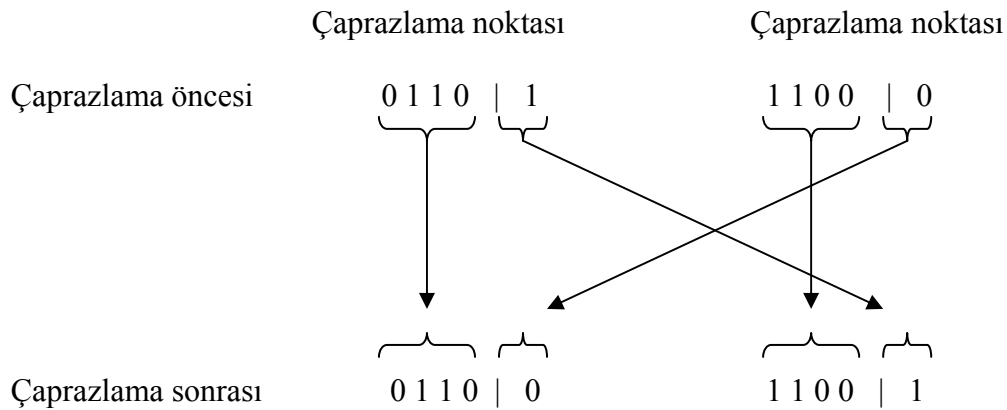 Çaprazlama noktası Çaprazlama noktası
Çaprazlama öncesi 0 1 1 0 | 1 1 1 0 0 | 0
Çaprazlama sonrası 0 1 1 0 | 0 1 1 0 0 | 1